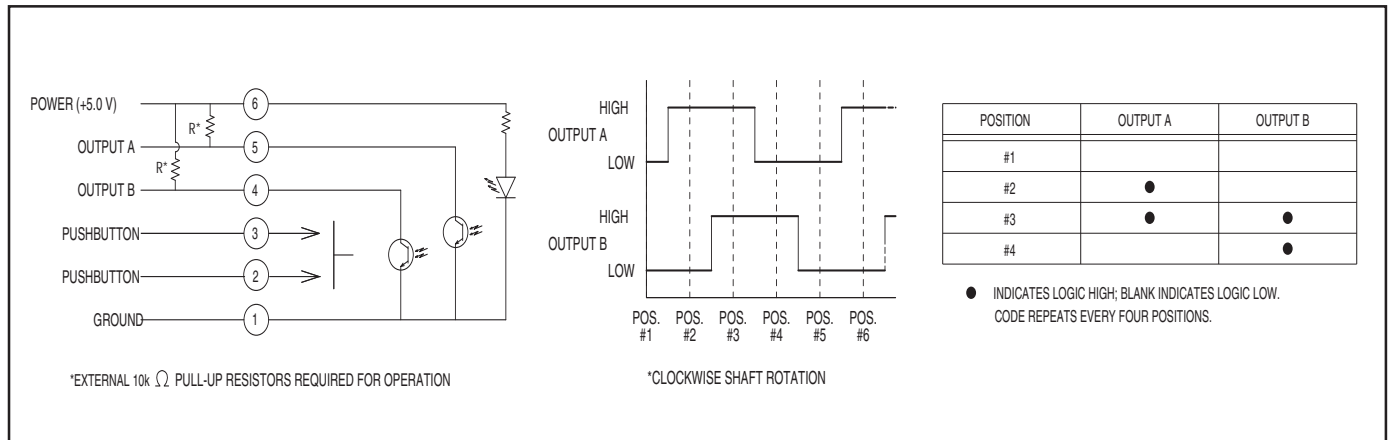 POWER (+5.0 V)
6
R*
OUTPUT A
5
R*
OUTPUT B
4
PUSHBUTTON
3
PUSHBUTTON
2
GROUND
1
*EXTERNAL 10k Ω PULL-UP RESISTORS REQUIRED FOR OPERATION
HIGH
OUTPUT A
LOW
HIGH
OUTPUT B
LOW
POS. POS. POS. POS. POS. POS.
#1 #2 #3 #4 #5 #6
*CLOCKWISE SHAFT ROTATION
POSITION OUTPUT A OUTPUT B
#1
#2 ●
#3 ● ●
#4 ●
● INDICATES LOGIC HIGH; BLANK INDICATES LOGIC LOW.
CODE REPEATS EVERY FOUR POSITIONS.